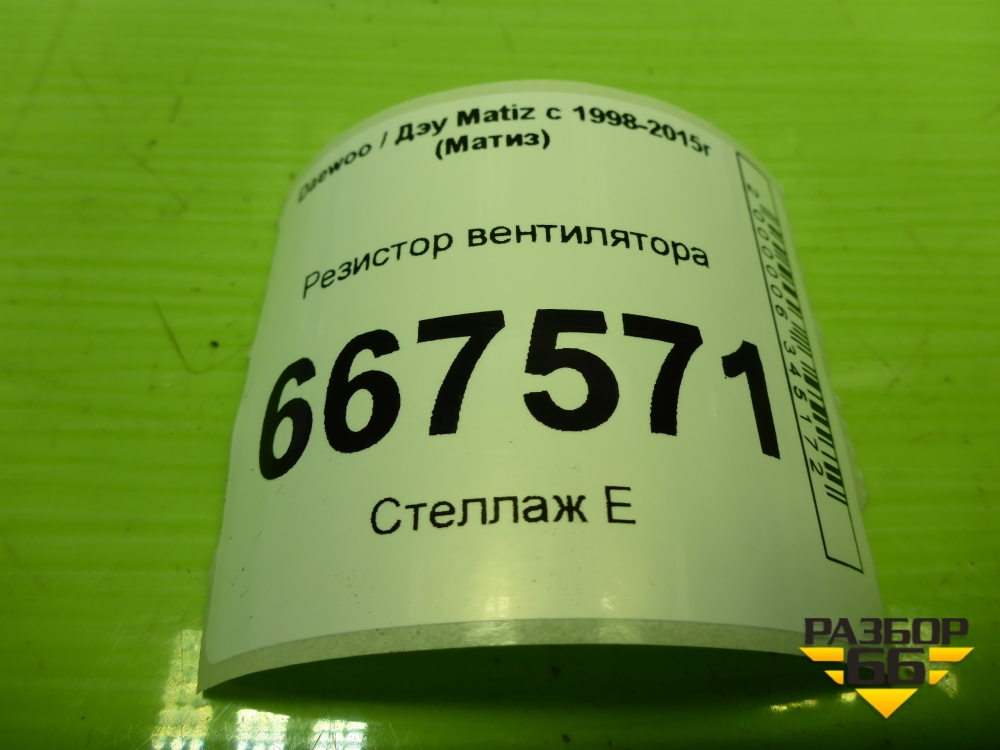 Daewoo / Дэу Matiz с 1998-2015г
(Матиз)
Резистор вентилятора
667571
Стеллаж Е
2000006345172
РАЗБОР
66